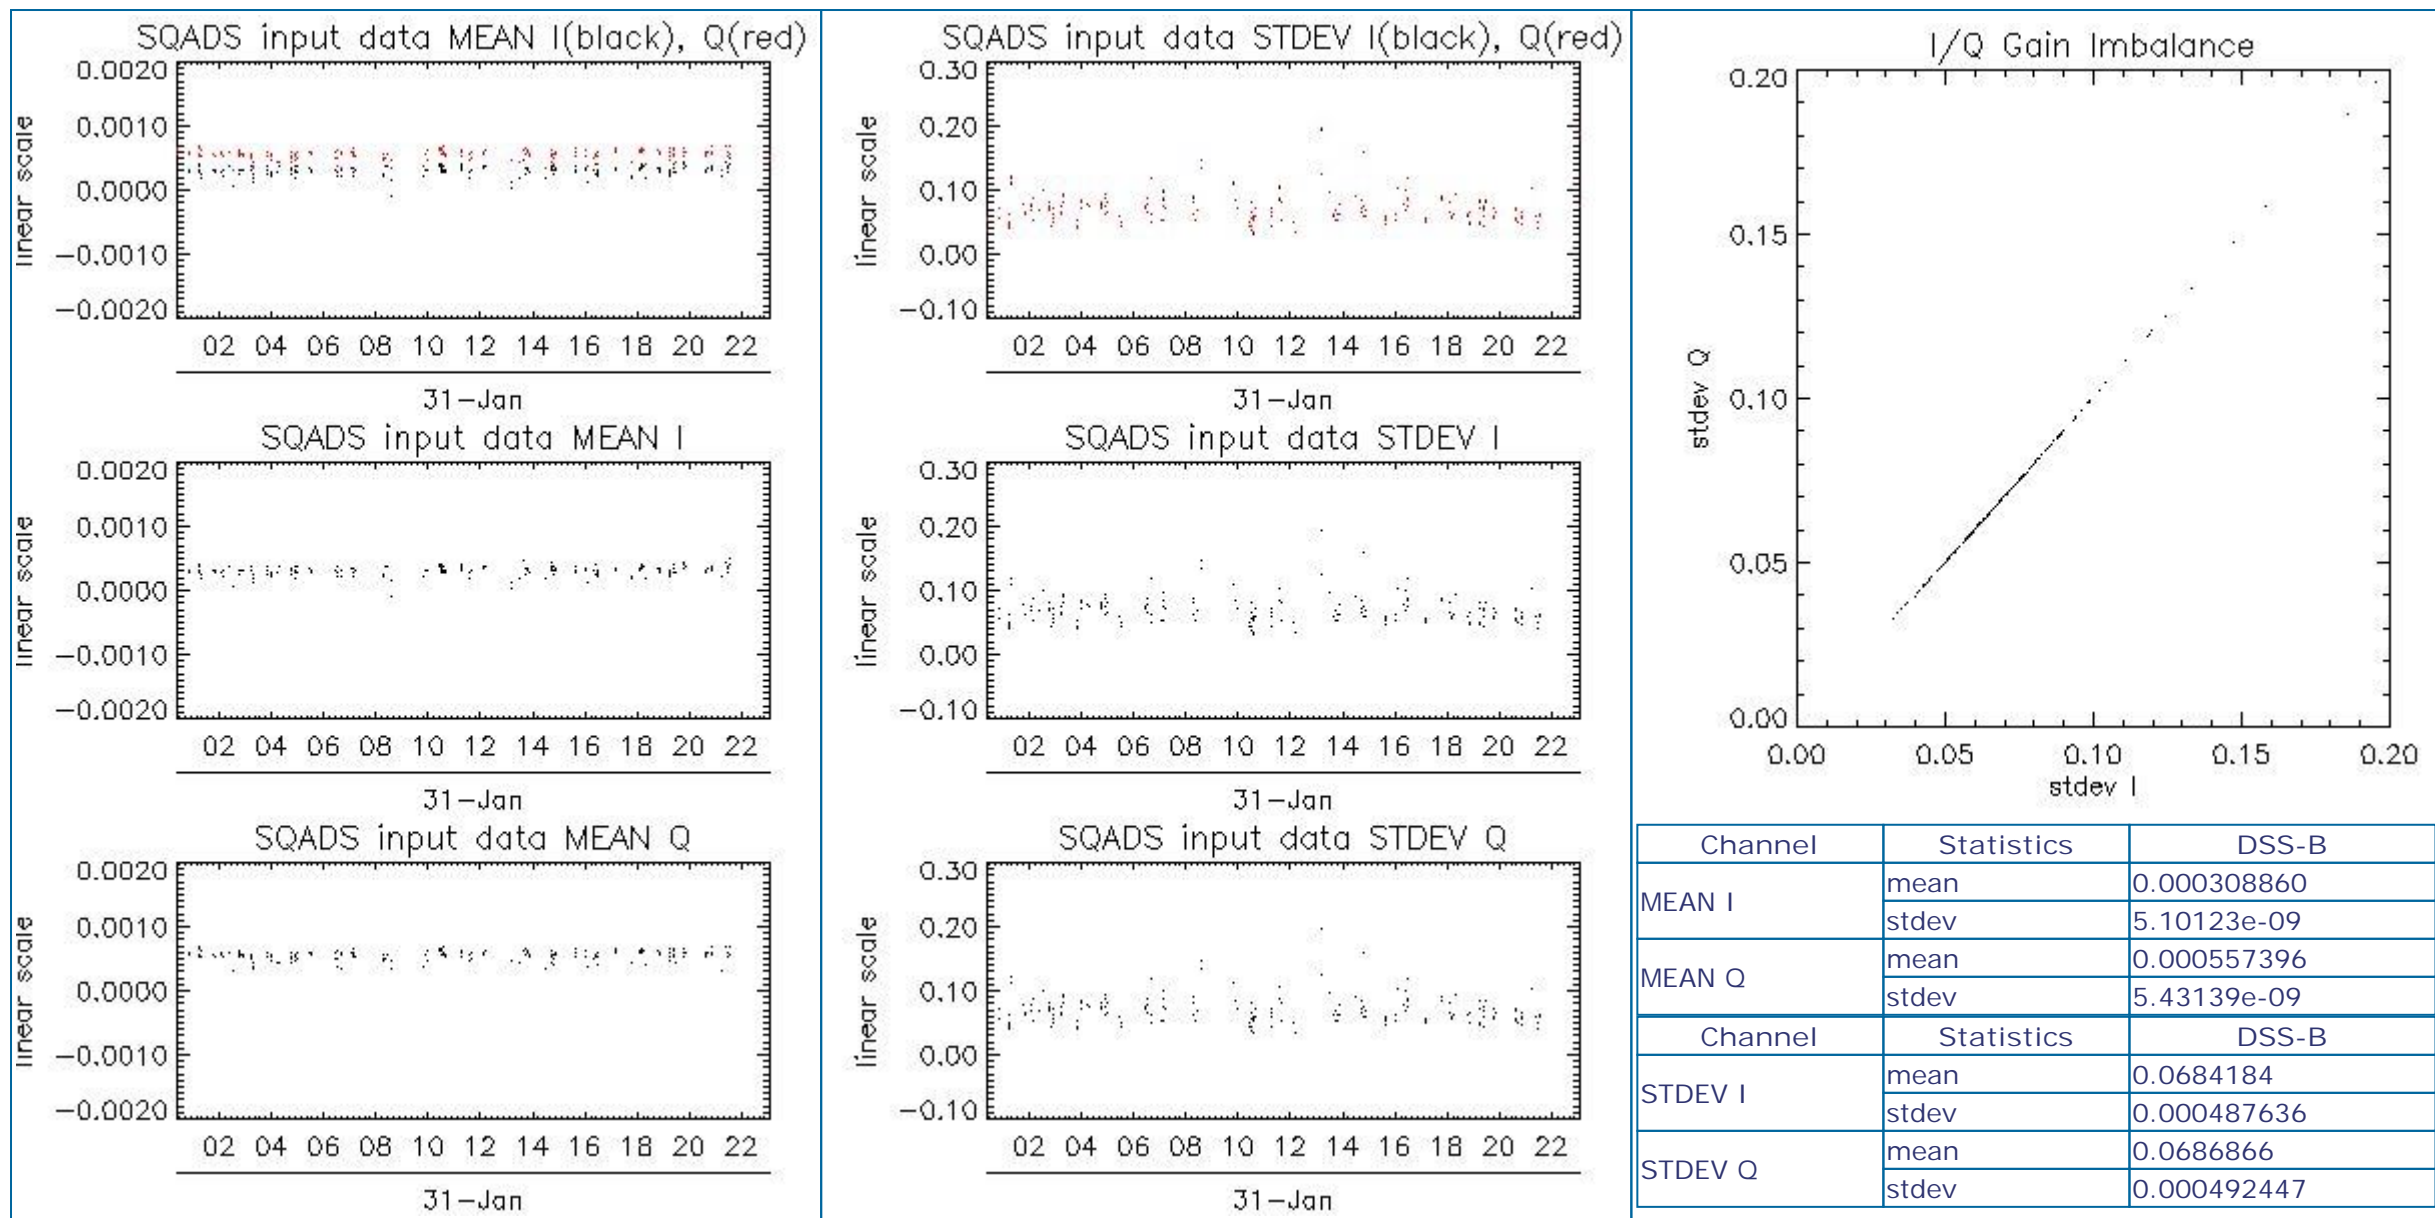 SQADS input data MEAN I(black), Q(red)
0.0020
0.0010
0.0000
−0.0010
−0.0020
linear scale
02 04 06 08 10 12 14 16 18 20 22
31−Jan
SQADS input data MEAN I
0.0020
0.0010
0.0000
−0.0010
−0.0020
linear scale
02 04 06 08 10 12 14 16 18 20 22
31−Jan
SQADS input data MEAN Q
0.0020
0.0010
0.0000
−0.0010
−0.0020
linear scale
02 04 06 08 10 12 14 16 18 20 22
31−Jan
SQADS input data STDEV I(black), Q(red)
0.30
0.20
0.10
0.00
−0.10
linear scale
02 04 06 08 10 12 14 16 18 20 22
31−Jan
SQADS input data STDEV I
0.30
0.20
0.10
0.00
−0.10
linear scale
02 04 06 08 10 12 14 16 18 20 22
31−Jan
SQADS input data STDEV Q
0.30
0.20
0.10
0.00
−0.10
linear scale
02 04 06 08 10 12 14 16 18 20 22
31−Jan
I/Q Gain Imbalance
0.20
0.15
0.10
0.05
0.00
stdev Q
0.00 0.05 0.10 0.15 0.20
stdev I
Channel Statistics DSS-B
MEAN I mean 0.000308860
stdev 5.10123e-09
MEAN Q mean 0.000557396
stdev 5.43139e-09
Channel Statistics DSS-B
STDEV I mean 0.0684184
stdev 0.000487636
STDEV Q mean 0.0686866
stdev 0.000492447